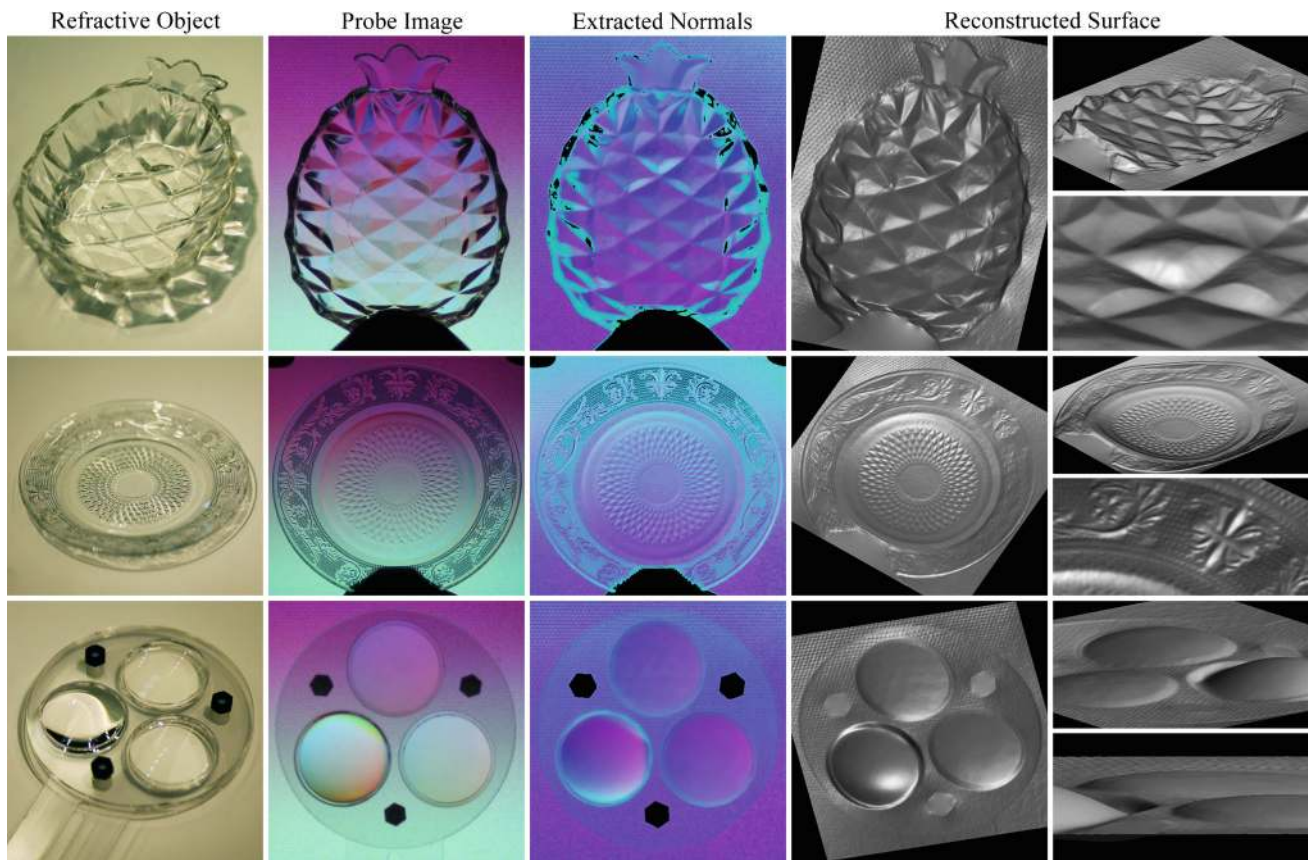 Refractive Object
Probe Image
Extracted Normals
Reconstructed Surface